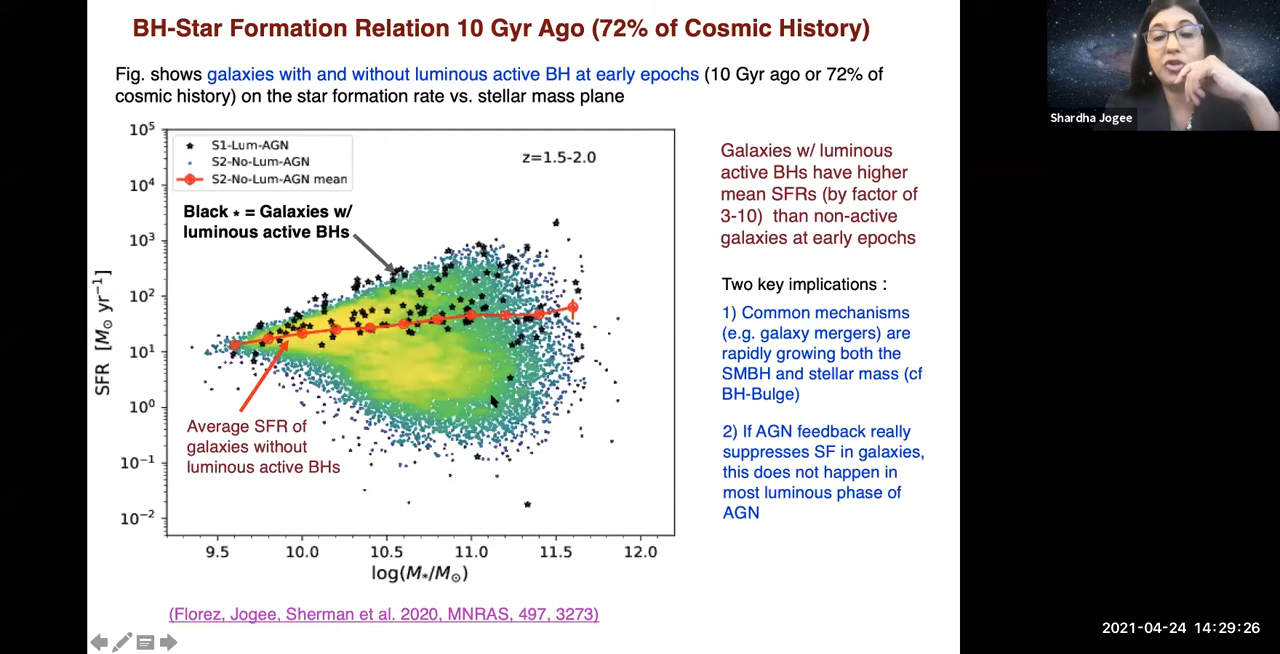 BH-Star Formation Relation 10 Gyr Ago (72% of Cosmic History)
Fig. shows galaxies with and without luminous active BH at early epochs (10 Gyr ago or 72% of
cosmic history) on the star formation rate vs. stellar mass plane
Shardha Jogee
10⁵
10⁴
10³
10²
10¹
10⁰
10⁻¹
10⁻²
SFR [M⊙ yr⁻¹]
S1-Lum-AGN
S2-No-Lum-AGN
S2-No-Lum-AGN mean
z=1.5-2.0
Black * = Galaxies w/
luminous active BHs
Average SFR of
galaxies without
luminous active BHs
9.5 10.0 10.5 11.0 11.5 12.0
log(M*/M⊙)
Galaxies w/ luminous
active BHs have higher
mean SFRs (by factor of
3-10) than non-active
galaxies at early epochs
Two key implications :
1) Common mechanisms
(e.g. galaxy mergers) are
rapidly growing both the
SMBH and stellar mass (cf
BH-Bulge)
2) If AGN feedback really
suppresses SF in galaxies,
this does not happen in
most luminous phase of
AGN
(Florez, Jogee, Sherman et al. 2020, MNRAS, 497, 3273)
2021-04-24 14:29:26